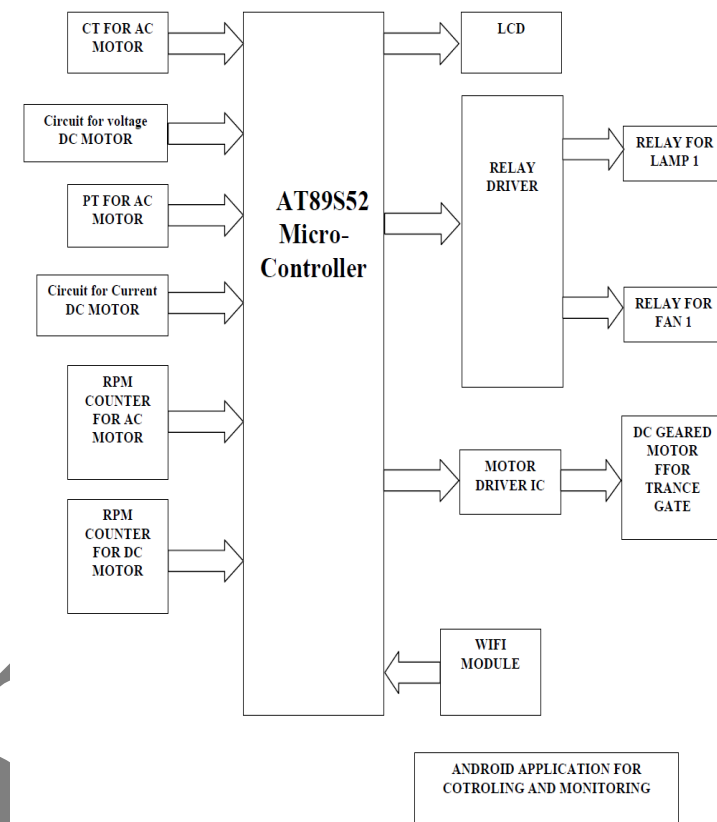 CT FOR AC
MOTOR
Circuit for voltage
DC MOTOR
PT FOR AC
MOTOR
Circuit for Current
DC MOTOR
RPM
COUNTER
FOR AC
MOTOR
RPM
COUNTER
FOR DC
MOTOR
AT89S52
Micro-
Controller
LCD
RELAY
DRIVER
RELAY FOR
LAMP 1
RELAY FOR
FAN 1
MOTOR
DRIVER IC
DC GEARED
MOTOR
FFOR
TRANCE
GATE
WIFI
MODULE
ANDROID APPLICATION FOR
COTROLING AND MONITORING